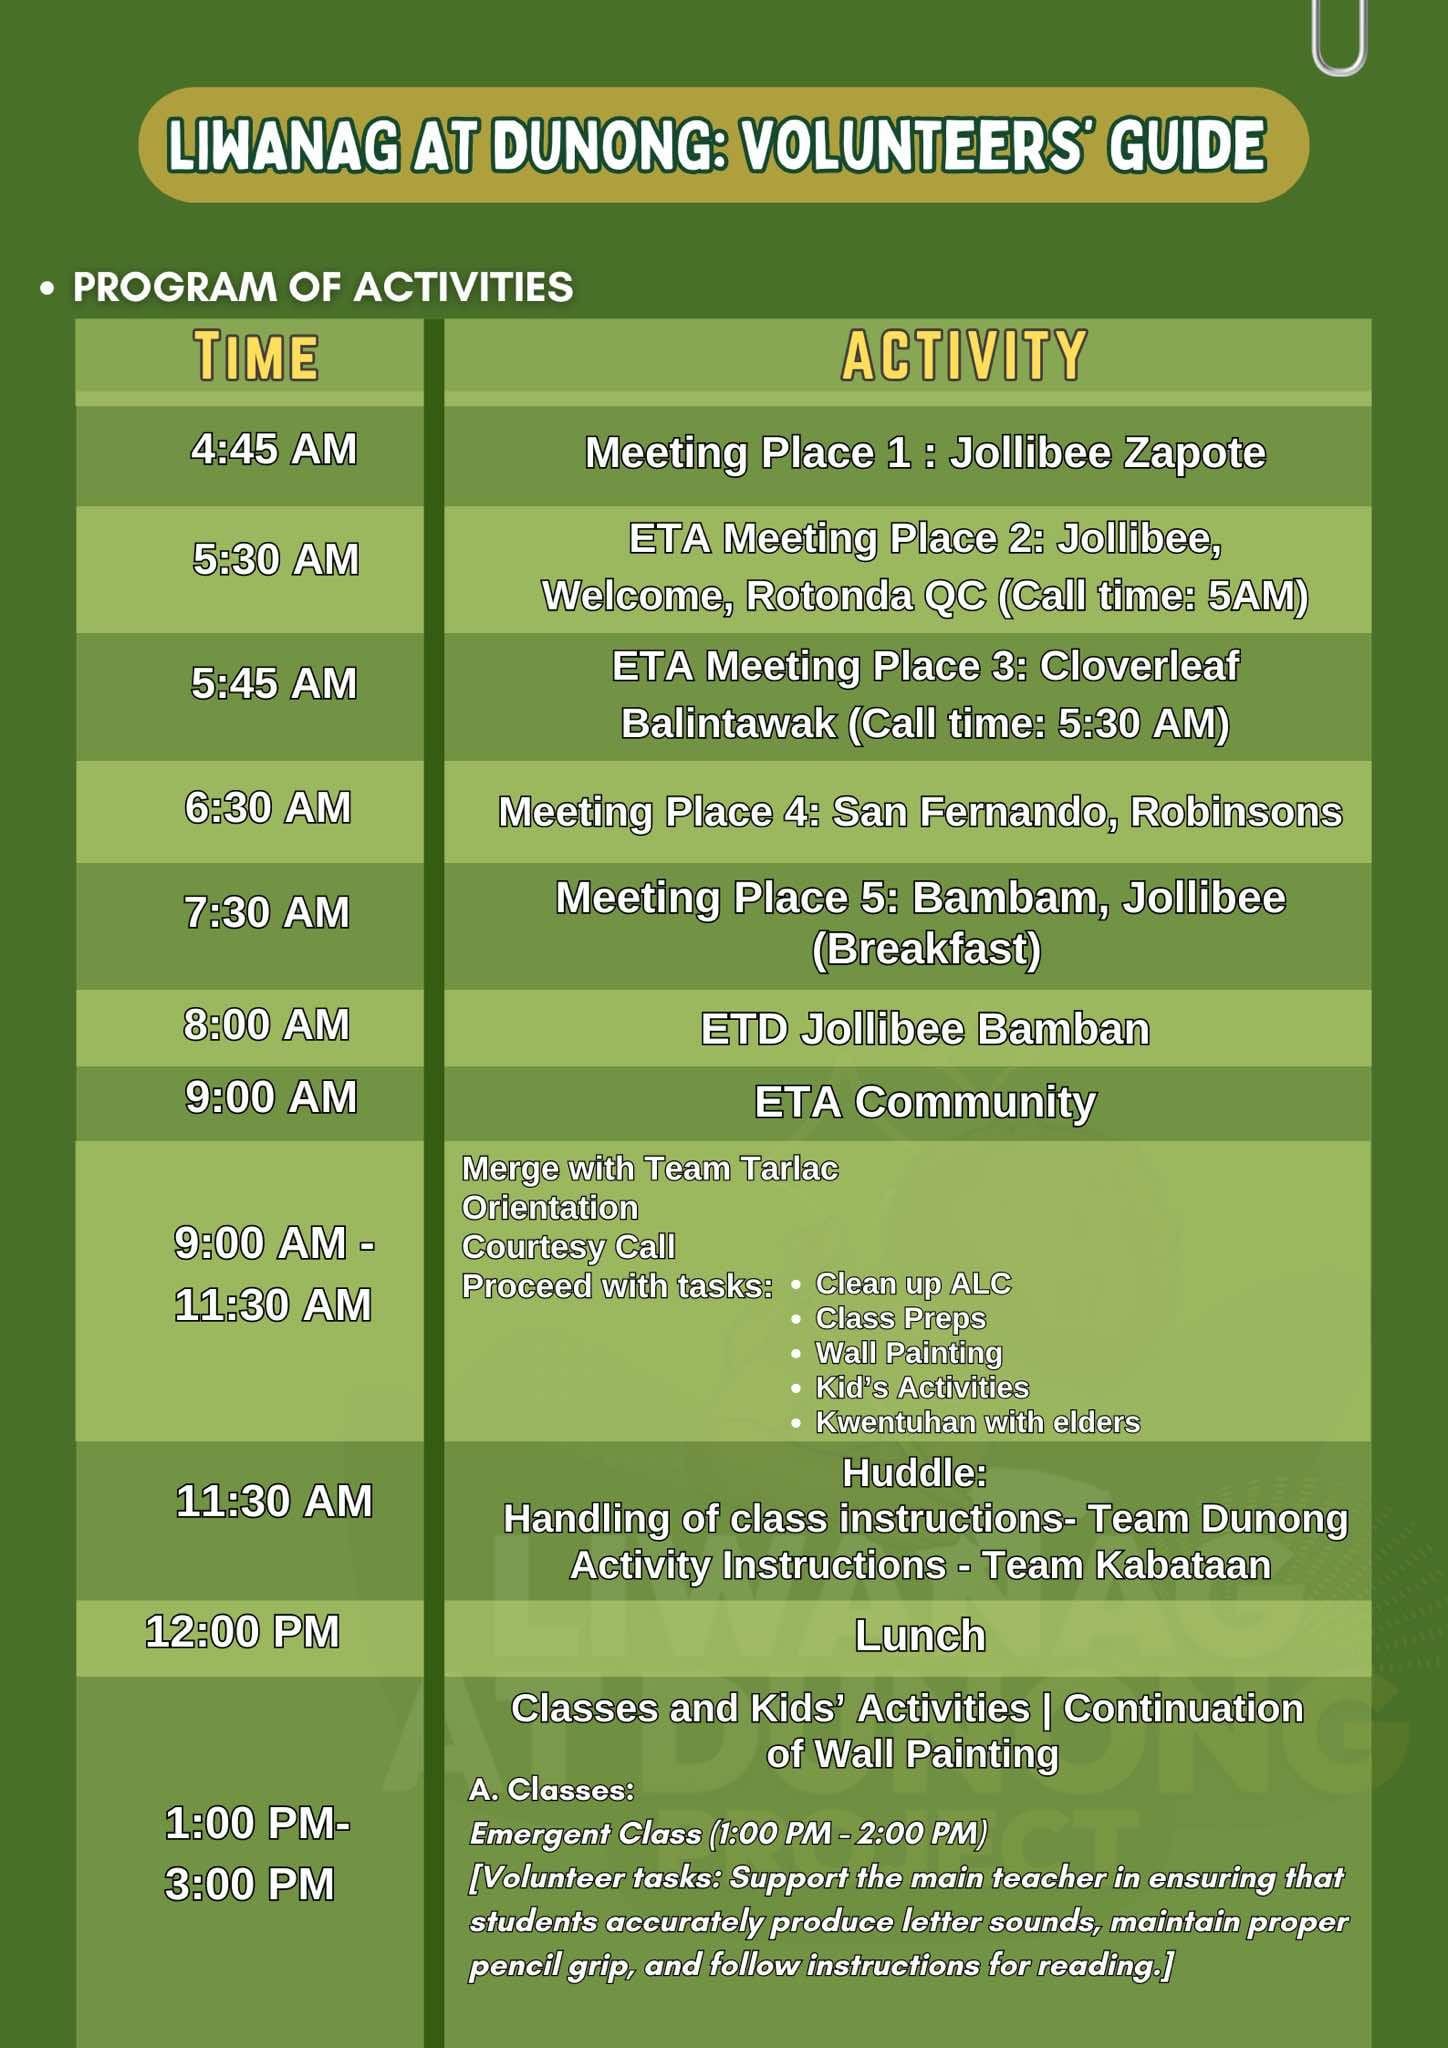 LIWANAG AT DUNONG: VOLUNTEERS' GUIDE
• PROGRAM OF ACTIVITIES
TIME
ACTIVITY
4:45 AM
Meeting Place 1 : Jollibee Zapote
5:30 AM
ETA Meeting Place 2: Jollibee,
Welcome, Rotonda QC (Call time: 5AM)
5:45 AM
ETA Meeting Place 3: Cloverleaf
Balintawak (Call time: 5:30 AM)
6:30 AM
Meeting Place 4: San Fernando, Robinsons
7:30 AM
Meeting Place 5: Bambam, Jollibee
(Breakfast)
8:00 AM
ETD Jollibee Bamban
9:00 AM
ETA Community
9:00 AM -
11:30 AM
Merge with Team Tarlac
Orientation
Courtesy Call
Proceed with tasks:
• Clean up ALC
• Class Preps
• Wall Painting
• Kid's Activities
• Kwentuhan with elders
11:30 AM
Huddle:
Handling of class instructions- Team Dunong
Activity Instructions - Team Kabataan
12:00 PM
Lunch
1:00 PM-
3:00 PM
Classes and Kids' Activities | Continuation
of Wall Painting
A. Classes:
Emergent Class (1:00 PM - 2:00 PM)
[Volunteer tasks: Support the main teacher in ensuring that
students accurately produce letter sounds, maintain proper
pencil grip, and follow instructions for reading.]
LIWANAG
AT DUNONG
PROJECT